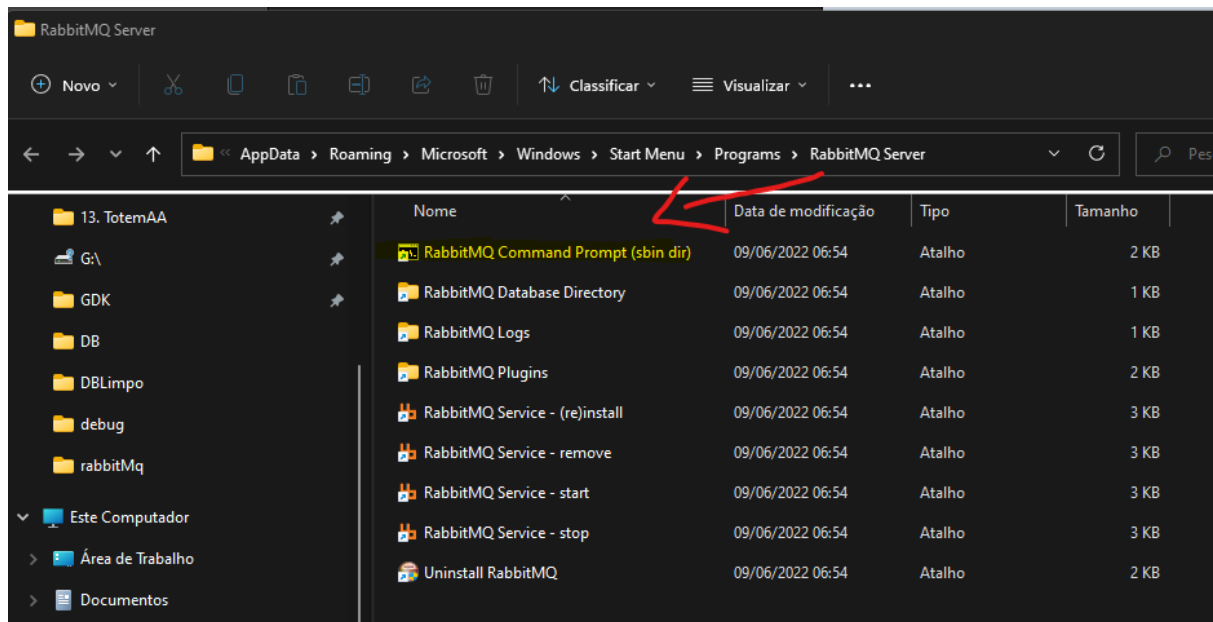 RabbitMQ Server
Novo
Classificar
Visualizar
« AppData > Roaming > Microsoft > Windows > Start Menu > Programs > RabbitMQ Server
Nome Data de modificação Tipo Tamanho
13. TotemAA
G:\
GDK
DB
DBLimpo
debug
rabbitMq
Este Computador
Área de Trabalho
Documentos
RabbitMQ Command Prompt (sbin dir) 09/06/2022 06:54 Atalho 2 KB
RabbitMQ Database Directory 09/06/2022 06:54 Atalho 1 KB
RabbitMQ Logs 09/06/2022 06:54 Atalho 1 KB
RabbitMQ Plugins 09/06/2022 06:54 Atalho 2 KB
RabbitMQ Service - (re)install 09/06/2022 06:54 Atalho 3 KB
RabbitMQ Service - remove 09/06/2022 06:54 Atalho 3 KB
RabbitMQ Service - start 09/06/2022 06:54 Atalho 3 KB
RabbitMQ Service - stop 09/06/2022 06:54 Atalho 3 KB
Uninstall RabbitMQ 09/06/2022 06:54 Atalho 2 KB